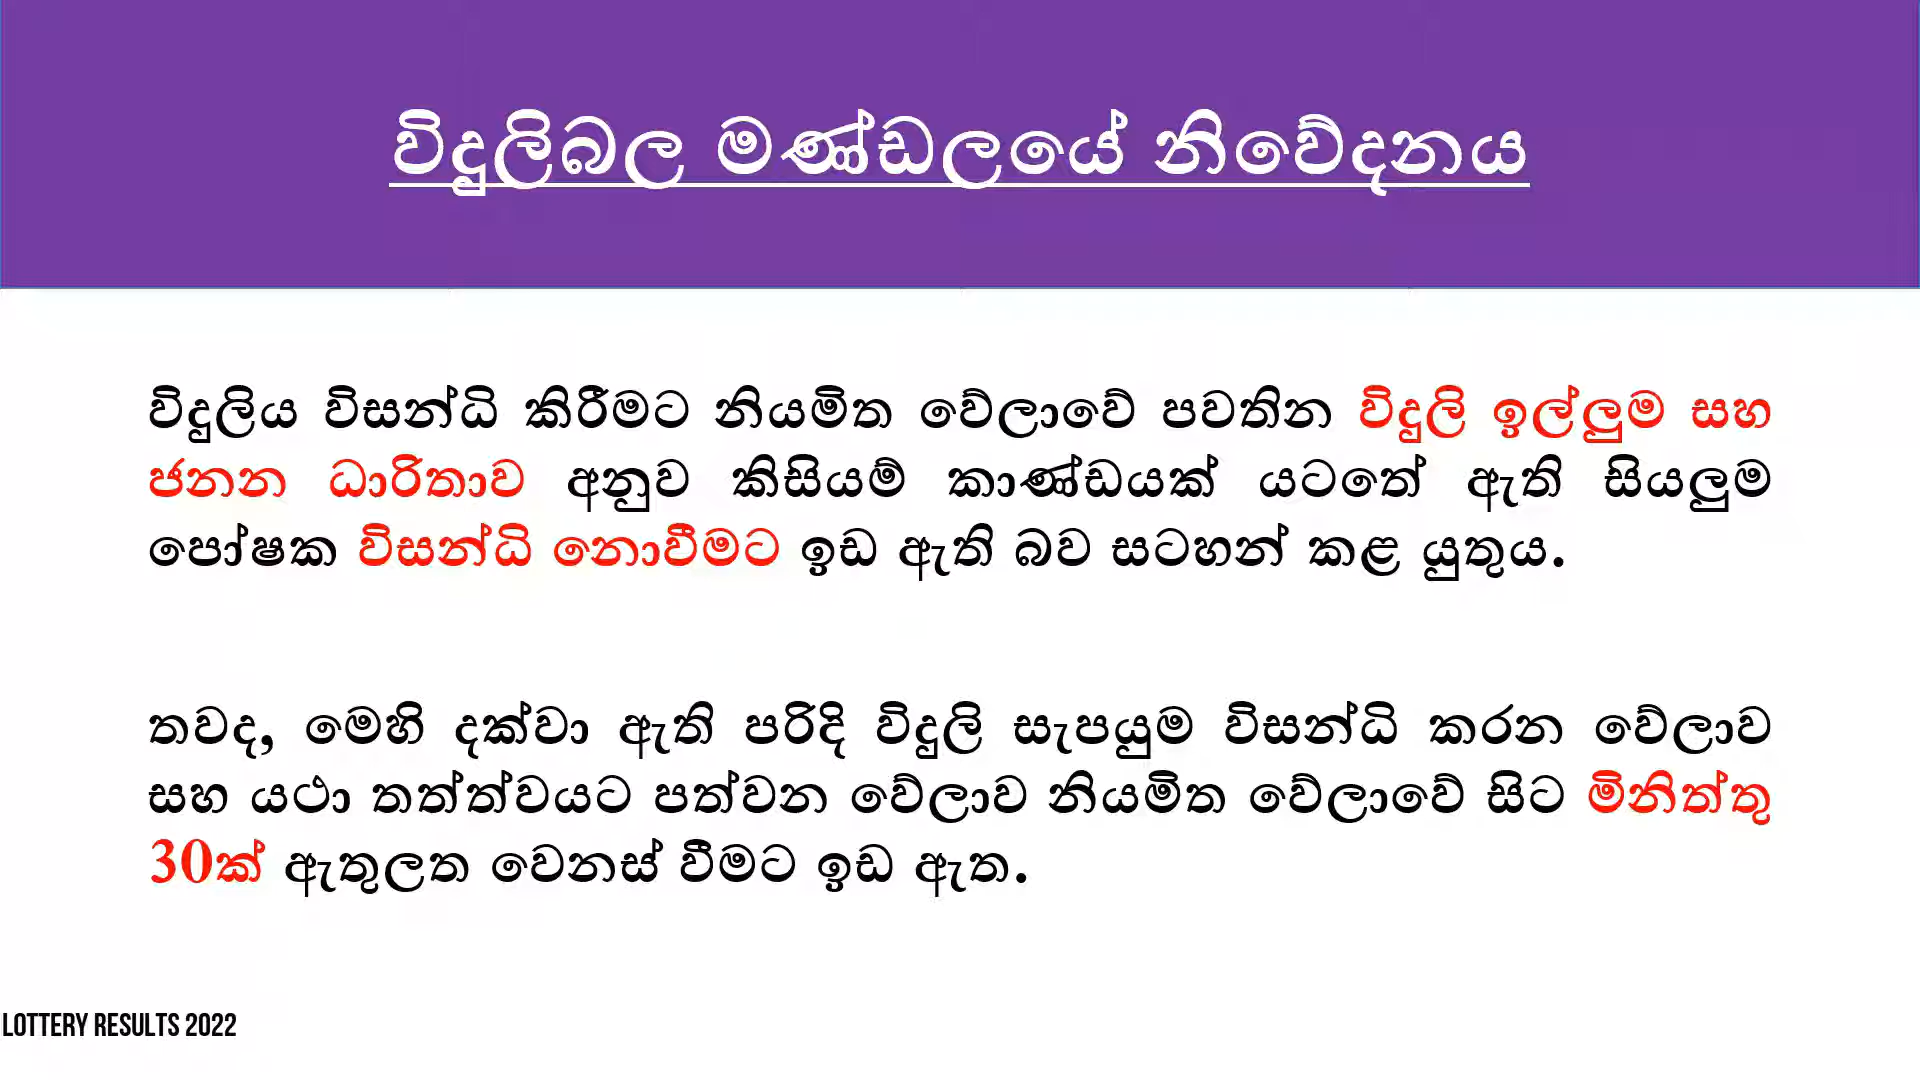 විදුලිබල මණ්ඩලයේ නිවේදනය
විදුලිය විසන්ධි කිරීමට නියමිත වේලාවේ පවතින විදුලි ඉල්ලුම සහ
ජනන ධාරිතාව අනුව කිසියම් කාණ්ඩයක් යටතේ ඇති සියලුම
පෝෂක විසන්ධි නොවීමට ඉඩ ඇති බව සටහන් කළ යුතුය.
තවද, මෙහි දක්වා ඇති පරිදි විදුලි සැපයුම විසන්ධි කරන වේලාව
සහ යථා තත්ත්වයට පත්වන වේලාව නියමිත වේලාවේ සිට මිනිත්තු
30ක් ඇතුලත වෙනස් වීමට ඉඩ ඇත.
LOTTERY RESULTS 2022